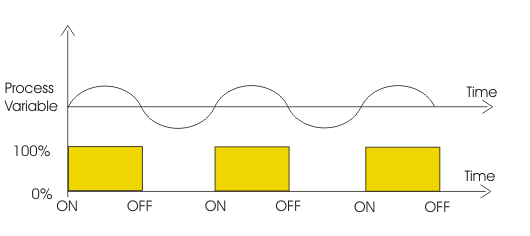 Process
Variable
Time
100%
0%
Time
ON OFF ON OFF ON OFF